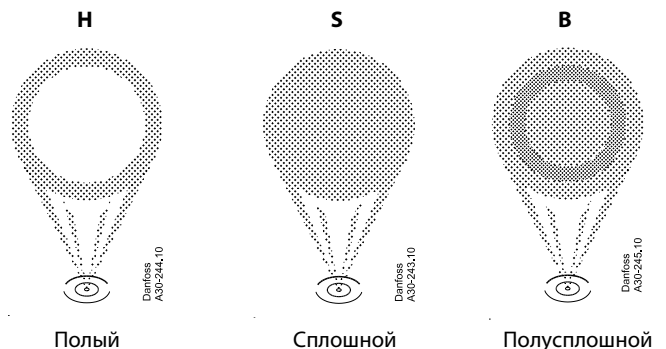 H
S
B
Danfoss
A30-244.10
Danfoss
A30-243.10
Danfoss
A30-245.10
Полый
Сплошной
Полусплошной